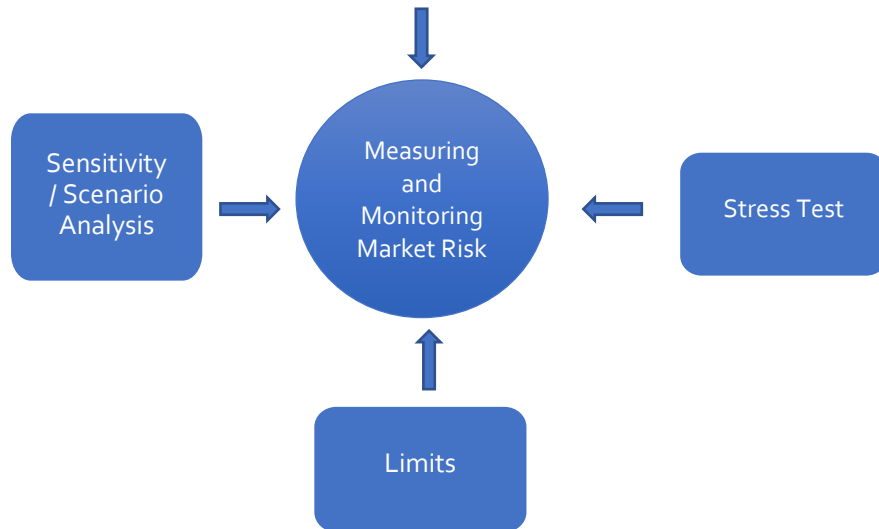 Sensitivity
/ Scenario
Analysis
Measuring
and
Monitoring
Market Risk
Stress Test
Limits